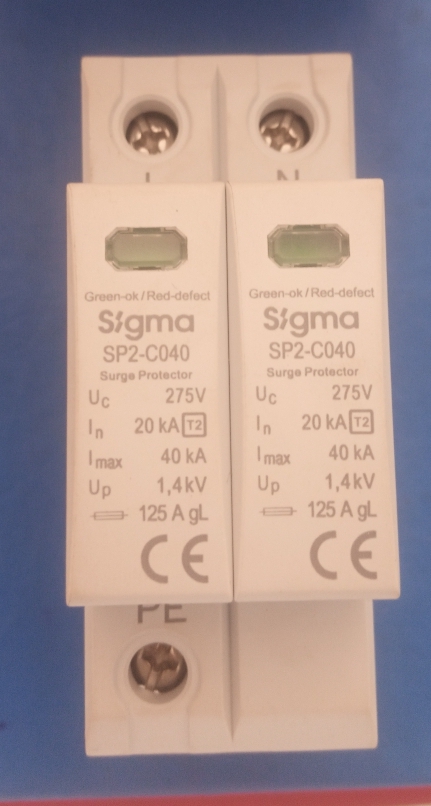 L N
Green-ok / Red-defect
Sigma
SP2-C040
Surge Protector
Uc 275V
In 20 kA T2
Imax 40 kA
Up 1,4kV
125 A gL
CE
Green-ok / Red-defect
Sigma
SP2-C040
Surge Protector
Uc 275V
In 20 kA T2
Imax 40 kA
Up 1,4kV
125 A gL
CE
PE